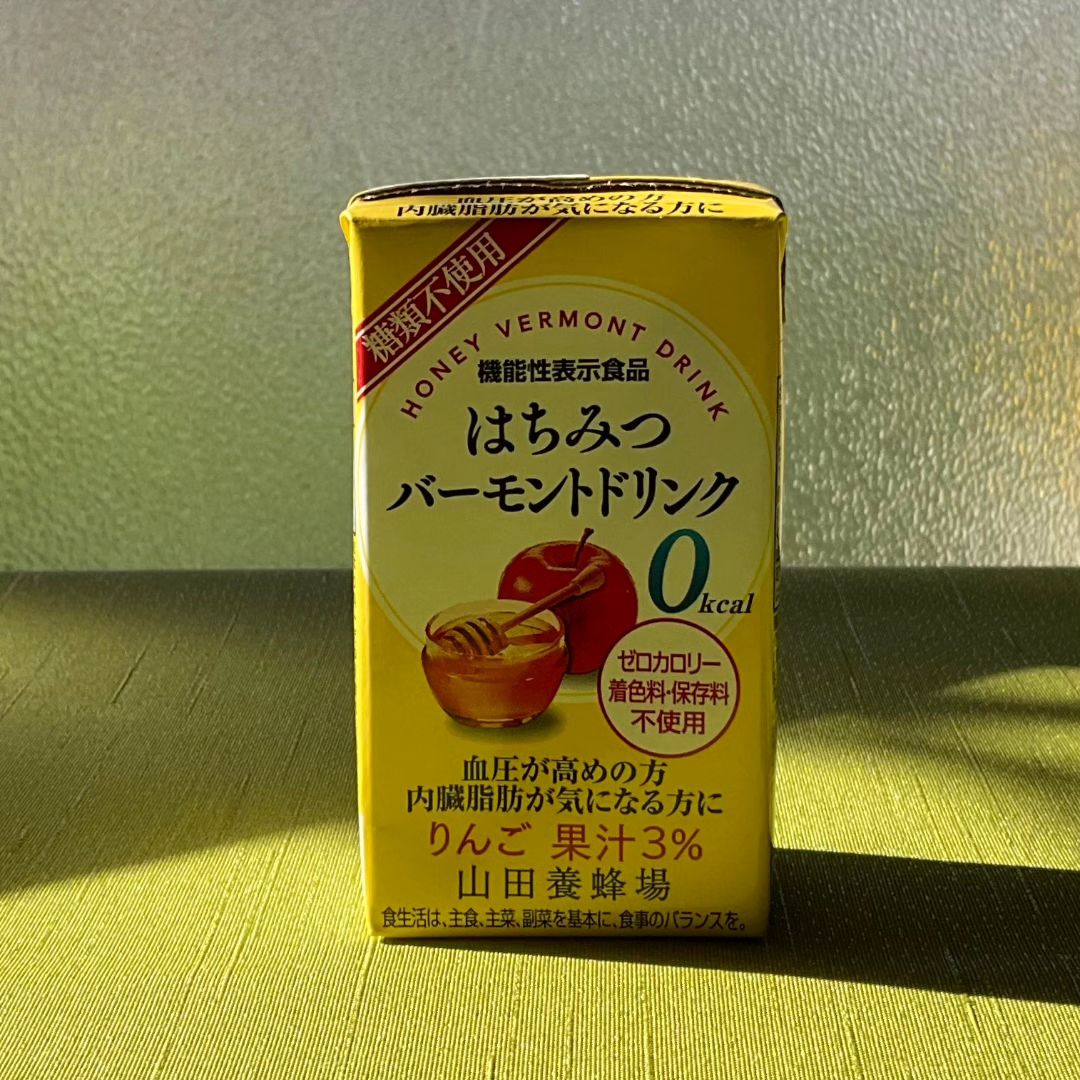 血圧が高めの方
内臓脂肪が気になる方に
糖類不使用
HONEY VERMONT DRINK
機能性表示食品
はちみつ
バーモントドリンク
0kcal
ゼロカロリー
着色料・保存料
不使用
血圧が高めの方
内臓脂肪が気になる方に
りんご 果汁3%
山田養蜂場
食生活は、主食、主菜、副菜を基本に、食事のバランスを。